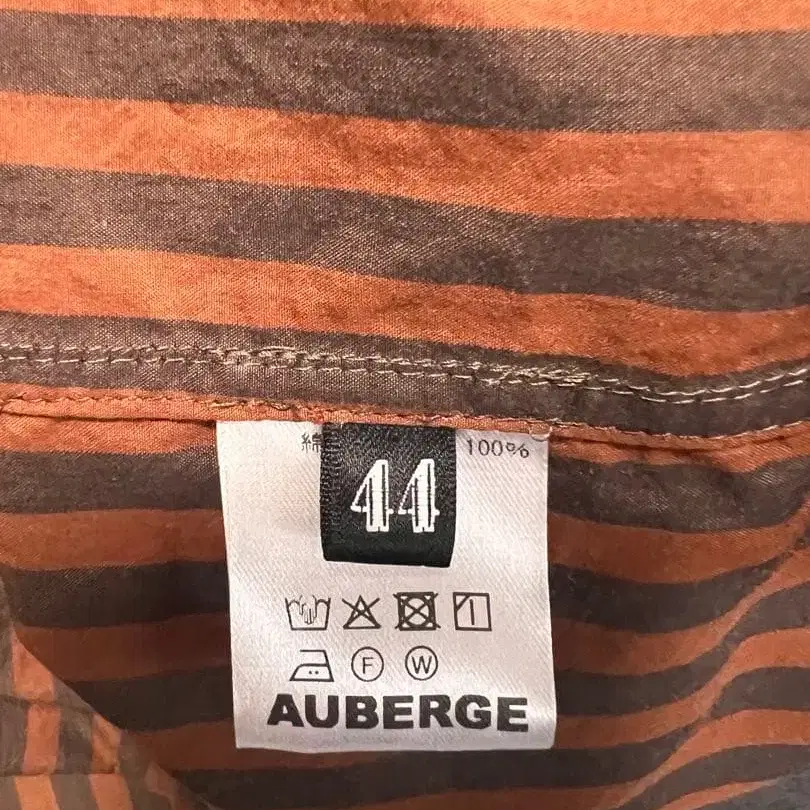 綿 100%
44
F W
AUBERGE